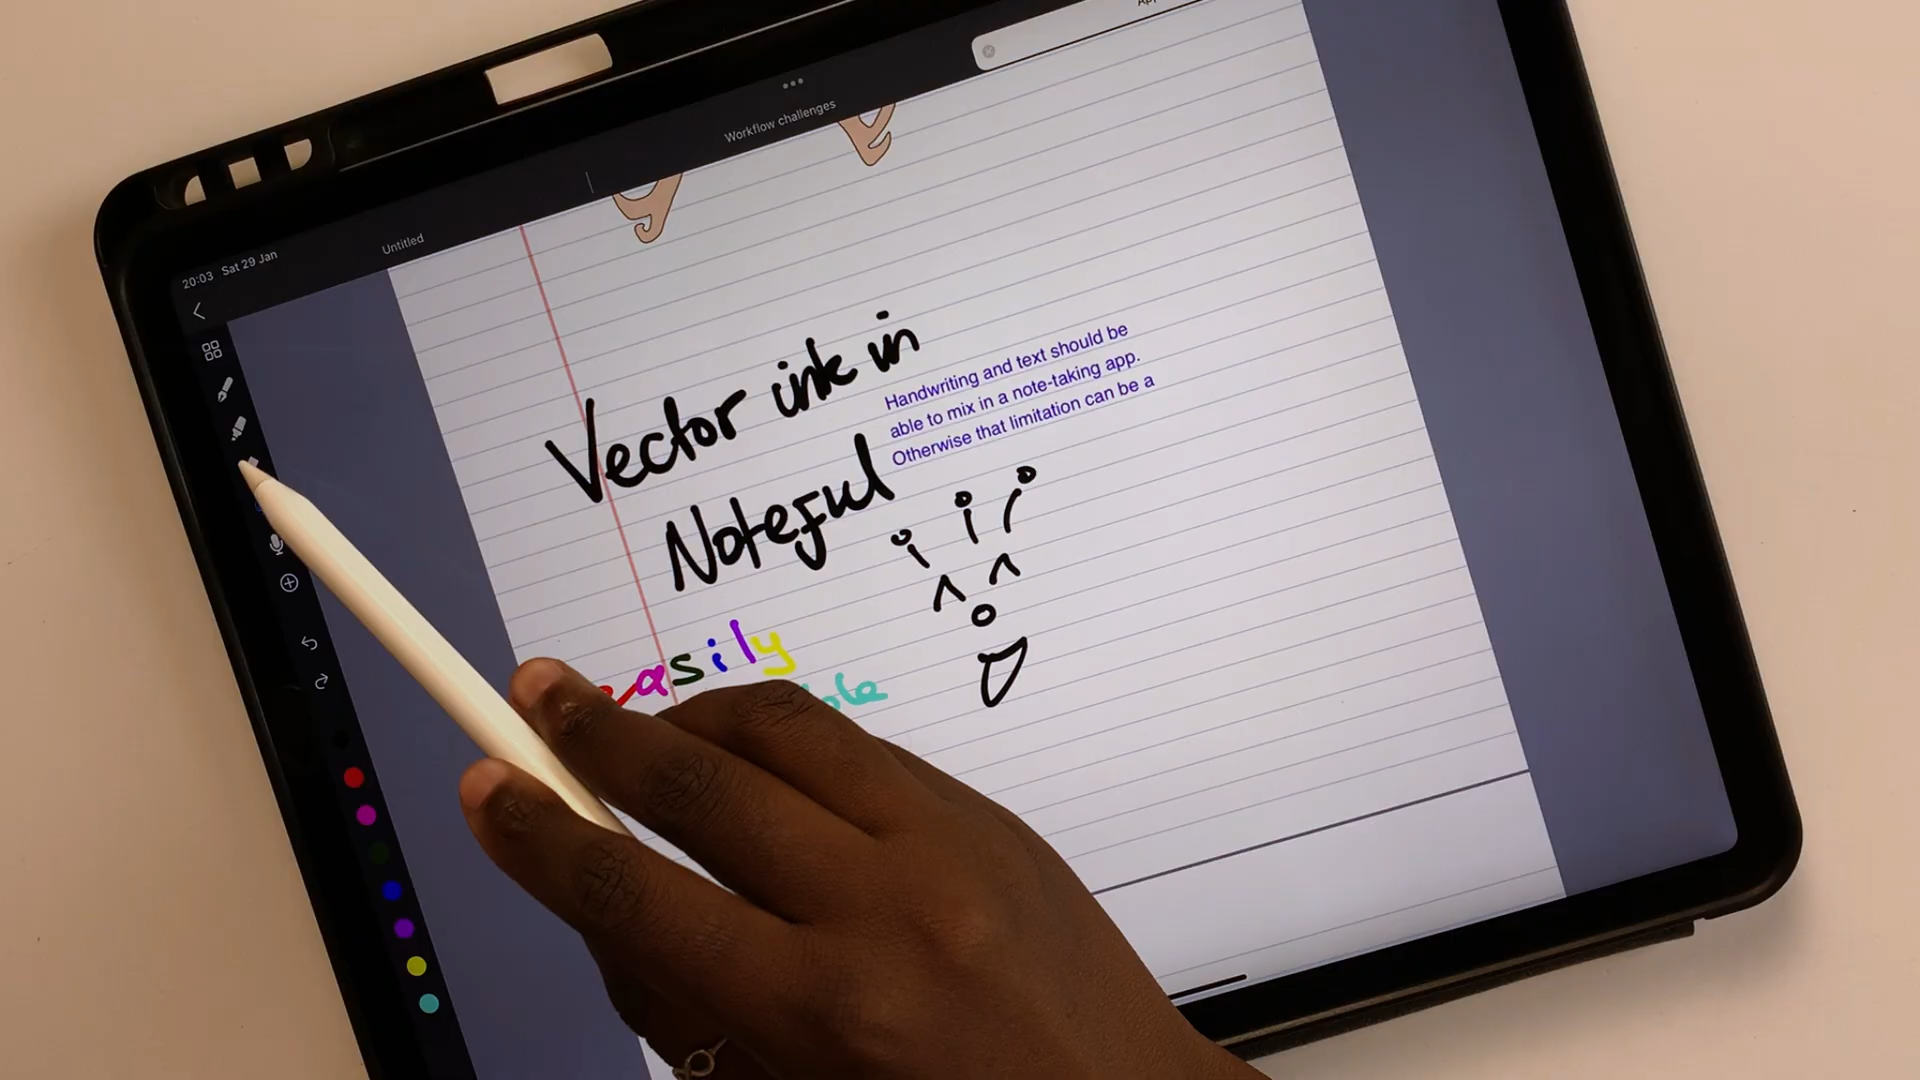 20:03 Sat 29 Jan
Untitled
Workflow challenges
Vector ink in
Noteful
Handwriting and text should be
able to mix in a note-taking app.
Otherwise that limitation can be a
easily